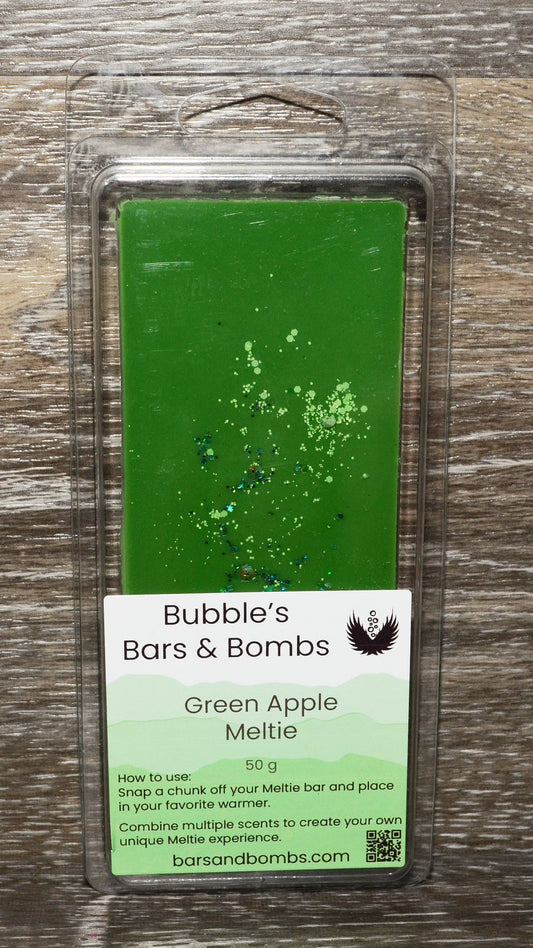 Bubble's
Bars & Bombs
Green Apple
Meltie
50 g
How to use:
Snap a chunk off your Meltie bar and place
in your favorite warmer.
Combine multiple scents to create your own
unique Meltie experience.
barsandbombs.com